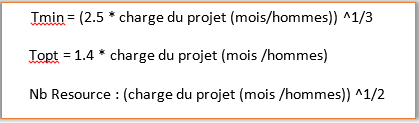 Tmin = (2.5 * charge du projet (mois/hommes)) ^1/3
Topt = 1.4 * charge du projet (mois /hommes)
Nb Resource : (charge du projet (mois /hommes)) ^1/2